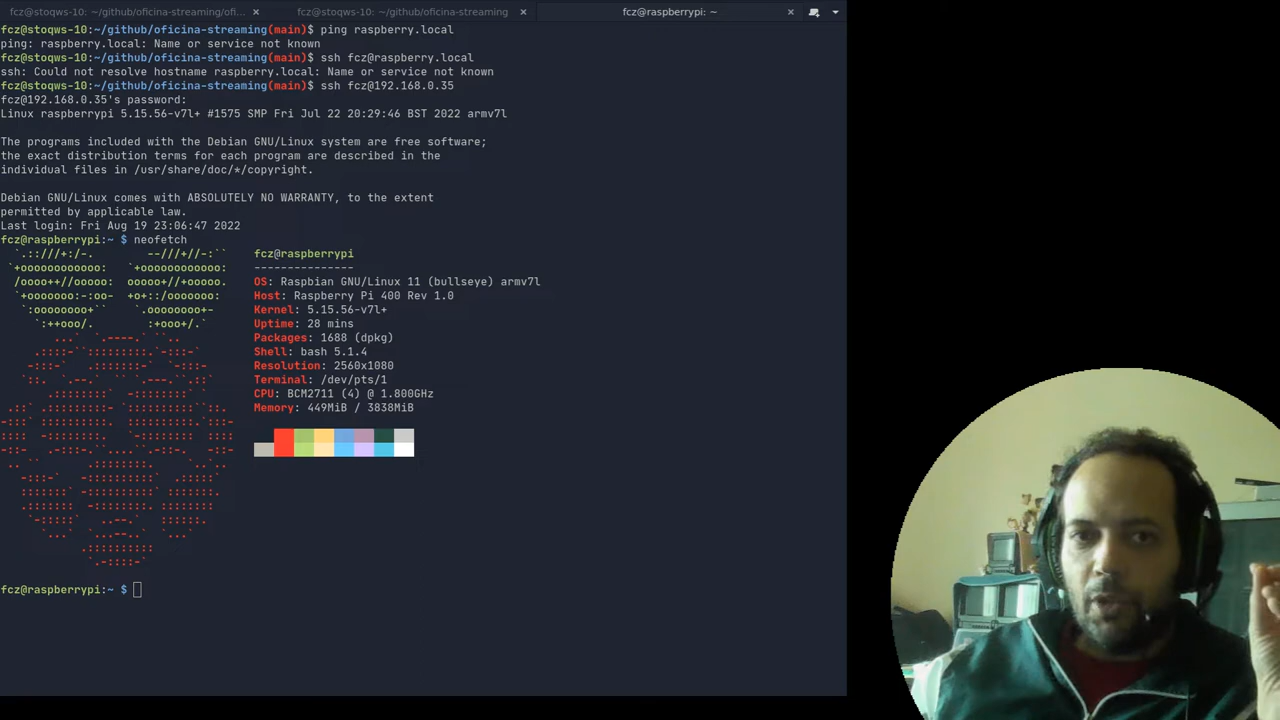 fcz@stoqws-10: ~/github/oficina-streaming/ofi...
fcz@stoqws-10: ~/github/oficina-streaming
fcz@raspberrypi: ~
fcz@stoqws-10:~/github/oficina-streaming(main)$ ping raspberry.local
ping: raspberry.local: Name or service not known
fcz@stoqws-10:~/github/oficina-streaming(main)$ ssh fcz@raspberry.local
ssh: Could not resolve hostname raspberry.local: Name or service not known
fcz@stoqws-10:~/github/oficina-streaming(main)$ ssh fcz@192.168.0.35
fcz@192.168.0.35's password:
Linux raspberrypi 5.15.56-v7l+ #1575 SMP Fri Jul 22 20:29:46 BST 2022 armv7l
The programs included with the Debian GNU/Linux system are free software;
the exact distribution terms for each program are described in the
individual files in /usr/share/doc/*/copyright.
Debian GNU/Linux comes with ABSOLUTELY NO WARRANTY, to the extent
permitted by applicable law.
Last login: Fri Aug 19 23:06:47 2022
fcz@raspberrypi:~ $ neofetch
fcz@raspberrypi
---------------
OS: Raspbian GNU/Linux 11 (bullseye) armv7l
Host: Raspberry Pi 400 Rev 1.0
Kernel: 5.15.56-v7l+
Uptime: 28 mins
Packages: 1688 (dpkg)
Shell: bash 5.1.4
Resolution: 2560x1080
Terminal: /dev/pts/1
CPU: BCM2711 (4) @ 1.800GHz
Memory: 449MiB / 3838MiB
fcz@raspberrypi:~ $